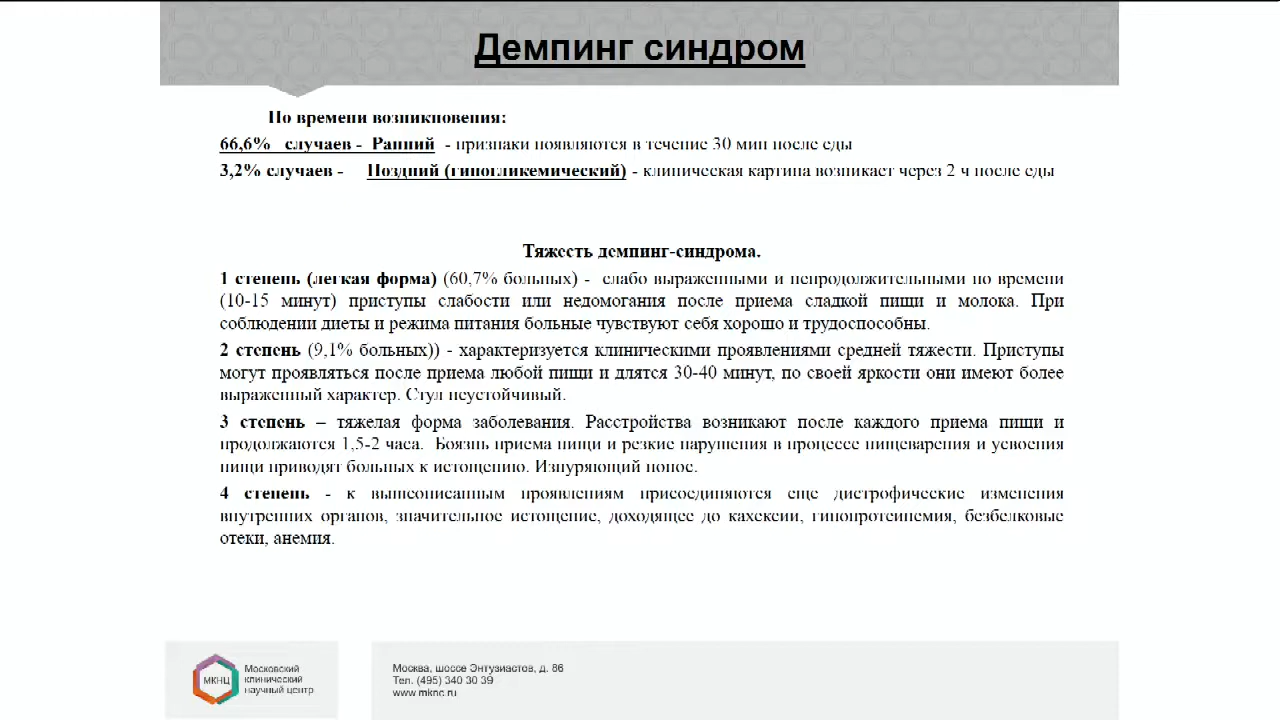 Демпинг синдром
По времени возникновения:
66,6% случаев - Ранний - признаки появляются в течение 30 мин после еды
3,2% случаев - Поздний (гипогликемический) - клиническая картина возникает через 2 ч после еды
Тяжесть демпинг-синдрома.
1 степень (легкая форма) (60,7% больных) - слабо выраженными и непродолжительными по времени
(10-15 минут) приступы слабости или недомогания после приема сладкой пищи и молока. При
соблюдении диеты и режима питания больные чувствуют себя хорошо и трудоспособны.
2 степень (9,1% больных)) - характеризуется клиническими проявлениями средней тяжести. Приступы
могут проявляться после приема любой пищи и длятся 30-40 минут, по своей яркости они имеют более
выраженный характер. Стул неустойчивый.
3 степень – тяжелая форма заболевания. Расстройства возникают после каждого приема пищи и
продолжаются 1,5-2 часа. Боязнь приема пищи и резкие нарушения в процессе пищеварения и усвоения
пищи приводят больных к истощению. Изнуряющий понос.
4 степень - к вышеописанным проявлениям присоединяются еще дистрофические изменения
внутренних органов, значительное истощение, доходящее до кахексии, гипопротеинемия, безбелковые
отеки, анемия.
МКНЦ
Московский
клинический
научный центр
Москва, шоссе Энтузиастов, д. 86
Тел. (495) 340 30 39
www.mknc.ru